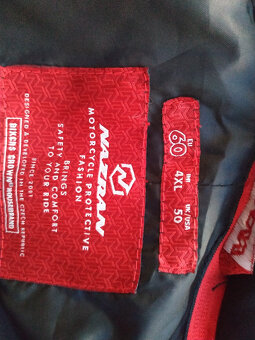 NAZRAN
MOTORCYCLE PROTECTIVE
FASHION
SAFETY BRINGS
AND COMFORT
TO YOUR RIDE
SINCE 2001
DESIGNED & DEVELOPED IN THE CZECH REPUBLIC
EU
60
INT
4XL
UK/USA
50